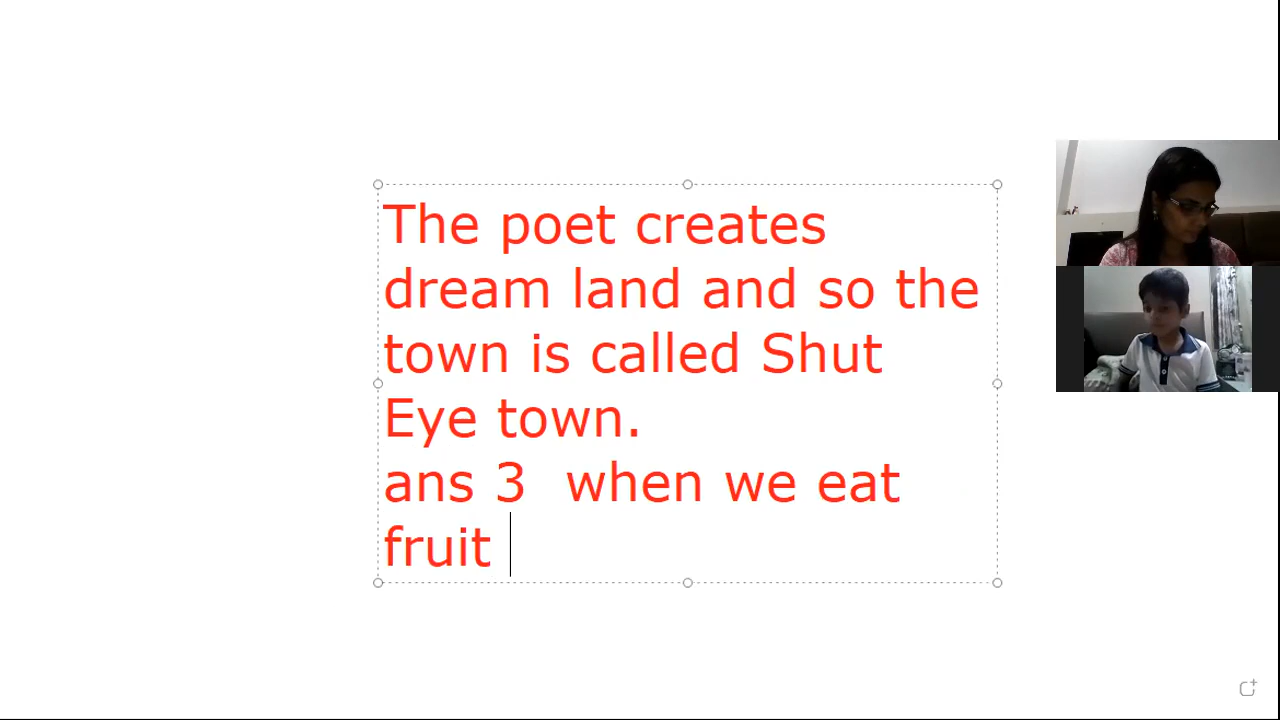 The poet creates
dream land and so the
town is called Shut
Eye town.
ans 3  when we eat
fruit